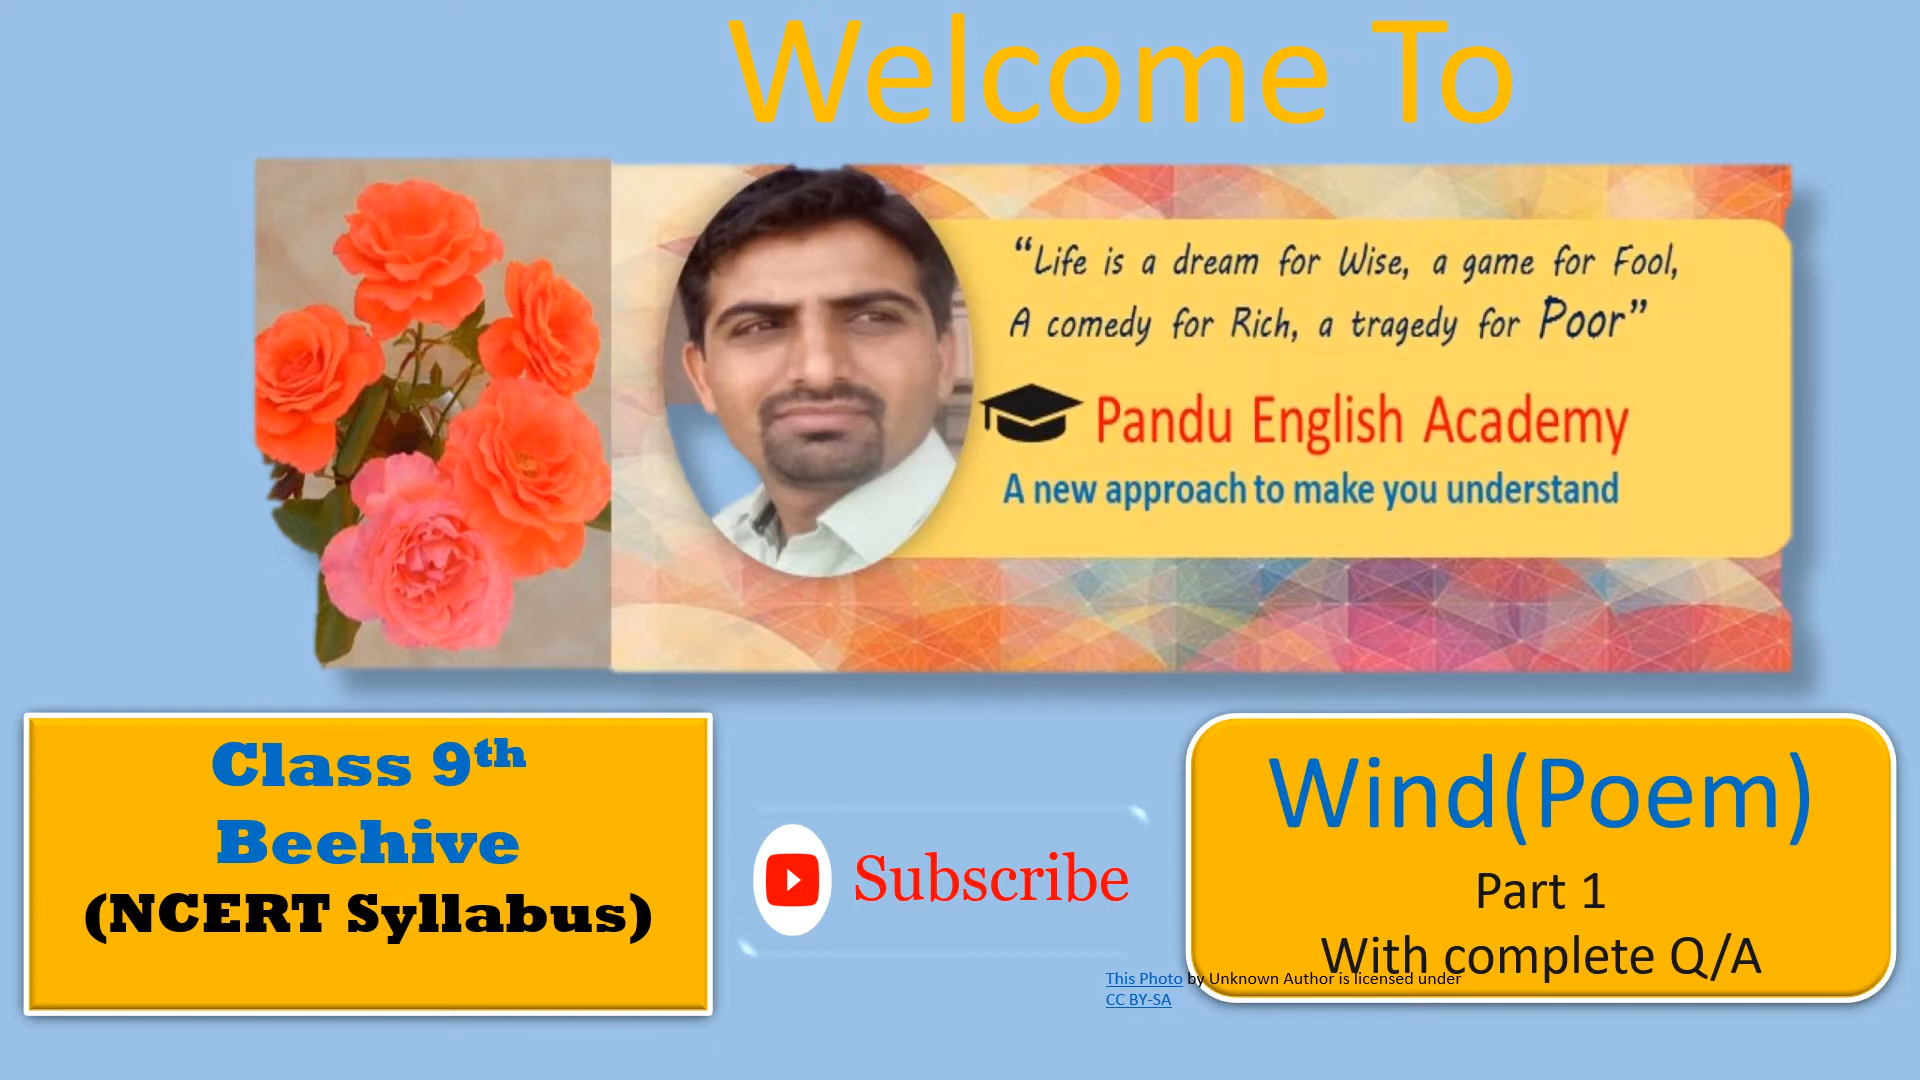 Welcome To
“Life is a dream for Wise, a game for Fool,
A comedy for Rich, a tragedy for Poor”
Pandu English Academy
A new approach to make you understand
Class 9th
Beehive
(NCERT Syllabus)
Subscribe
Wind(Poem)
Part 1
With complete Q/A
This Photo by Unknown Author is licensed under
CC BY-SA